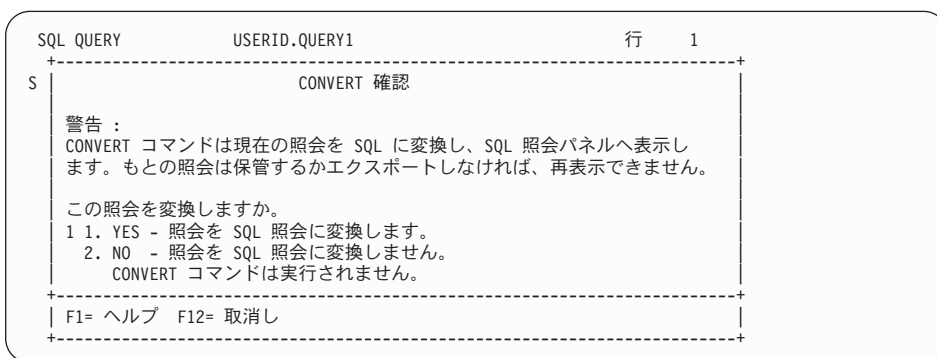 SQL QUERY USERID.QUERY1 行 1
+--------------------------------------------------------------------------+
S | CONVERT 確認 |
| 警告 : |
| CONVERT コマンドは現在の照会を SQL に変換し、SQL 照会パネルへ表示し |
| ます。もとの照会は保管するかエクスポートしなければ、再表示できません。 |
| この照会を変換しますか。 |
| 1 1. YES - 照会を SQL 照会に変換します。 |
| 2. NO - 照会を SQL 照会に変換しません。 |
| CONVERT コマンドは実行されません。 |
+--------------------------------------------------------------------------+
| F1= ヘルプ F12= 取消し |
+--------------------------------------------------------------------------+